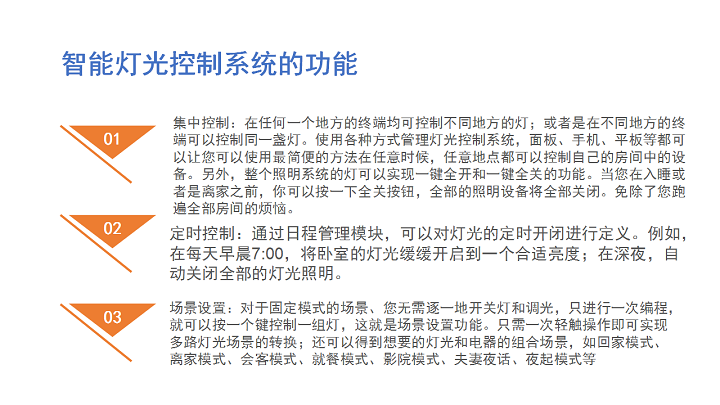 智能灯光控制系统的功能
01
集中控制：在任何一个地方的终端均可控制不同地方的灯；或者是在不同地方的终
端可以控制同一盏灯。使用各种方式管理灯光控制系统，面板、手机、平板等都可
以让您可以使用最简便的方法在任意时候，任意地点都可以控制自己的房间中的设
备。另外，整个照明系统的灯可以实现一键全开和一键全关的功能。当您在入睡或
者是离家之前，你可以按一下全关按钮，全部的照明设备将全部关闭。免除了您跑
遍全部房间的烦恼。
02
定时控制：通过日程管理模块，可以对灯光的定时开闭进行定义。例如，
在每天早晨7:00，将卧室的灯光缓缓开启到一个合适亮度；在深夜，自
动关闭全部的灯光照明。
03
场景设置：对于固定模式的场景、您无需逐一地开关灯和调光，只进行一次编程，
就可以按一个键控制一组灯，这就是场景设置功能。只需一次轻触操作即可实现
多路灯光场景的转换；还可以得到想要的灯光和电器的组合场景，如回家模式、
离家模式、会客模式、就餐模式、影院模式、夫妻夜话、夜起模式等